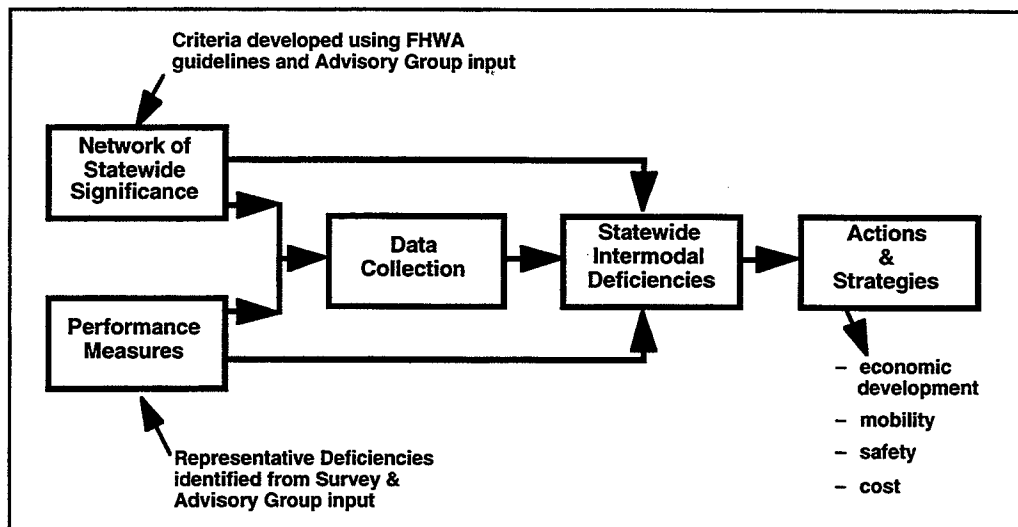 Criteria developed using FHWA
guidelines and Advisory Group input
Network of
Statewide
Significance
Data
Collection
Statewide
Intermodal
Deficiencies
Actions
&
Strategies
Performance
Measures
– economic
development
– mobility
– safety
– cost
Representative Deficiencies
identified from Survey &
Advisory Group input